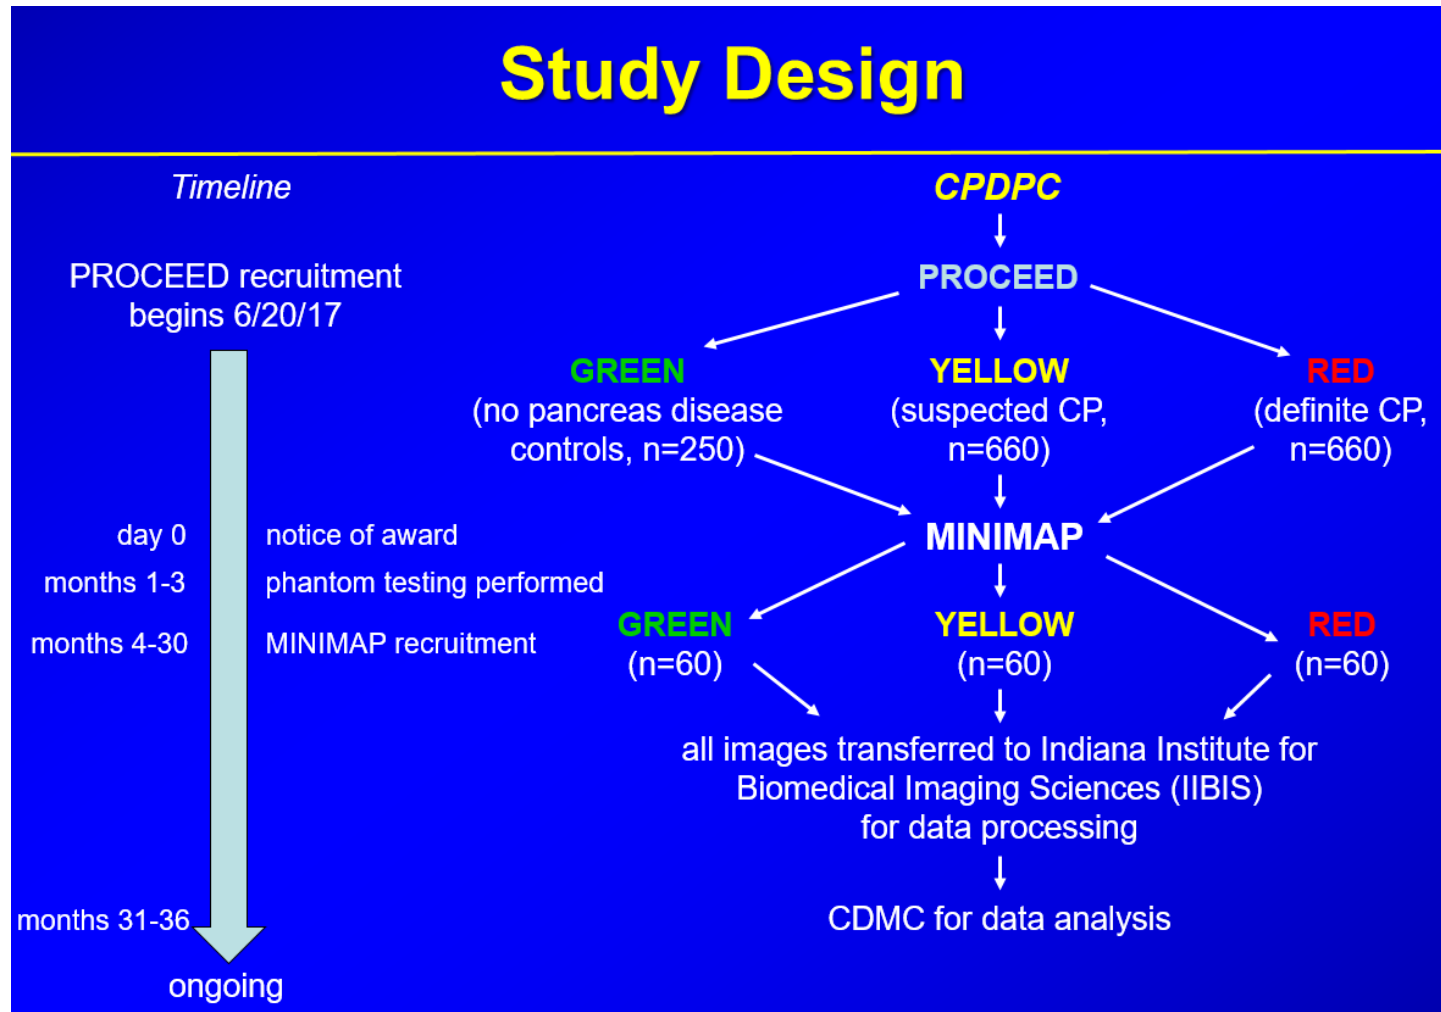 Study Design
Timeline
PROCEED recruitment
begins 6/20/17
day 0 notice of award
months 1-3 phantom testing performed
months 4-30 MINIMAP recruitment
months 31-36
ongoing
CPDPC
PROCEED
GREEN
(no pancreas disease
controls, n=250)
YELLOW
(suspected CP,
n=660)
RED
(definite CP,
n=660)
MINIMAP
GREEN
(n=60)
YELLOW
(n=60)
RED
(n=60)
all images transferred to Indiana Institute for
Biomedical Imaging Sciences (IIBIS)
for data processing
CDMC for data analysis